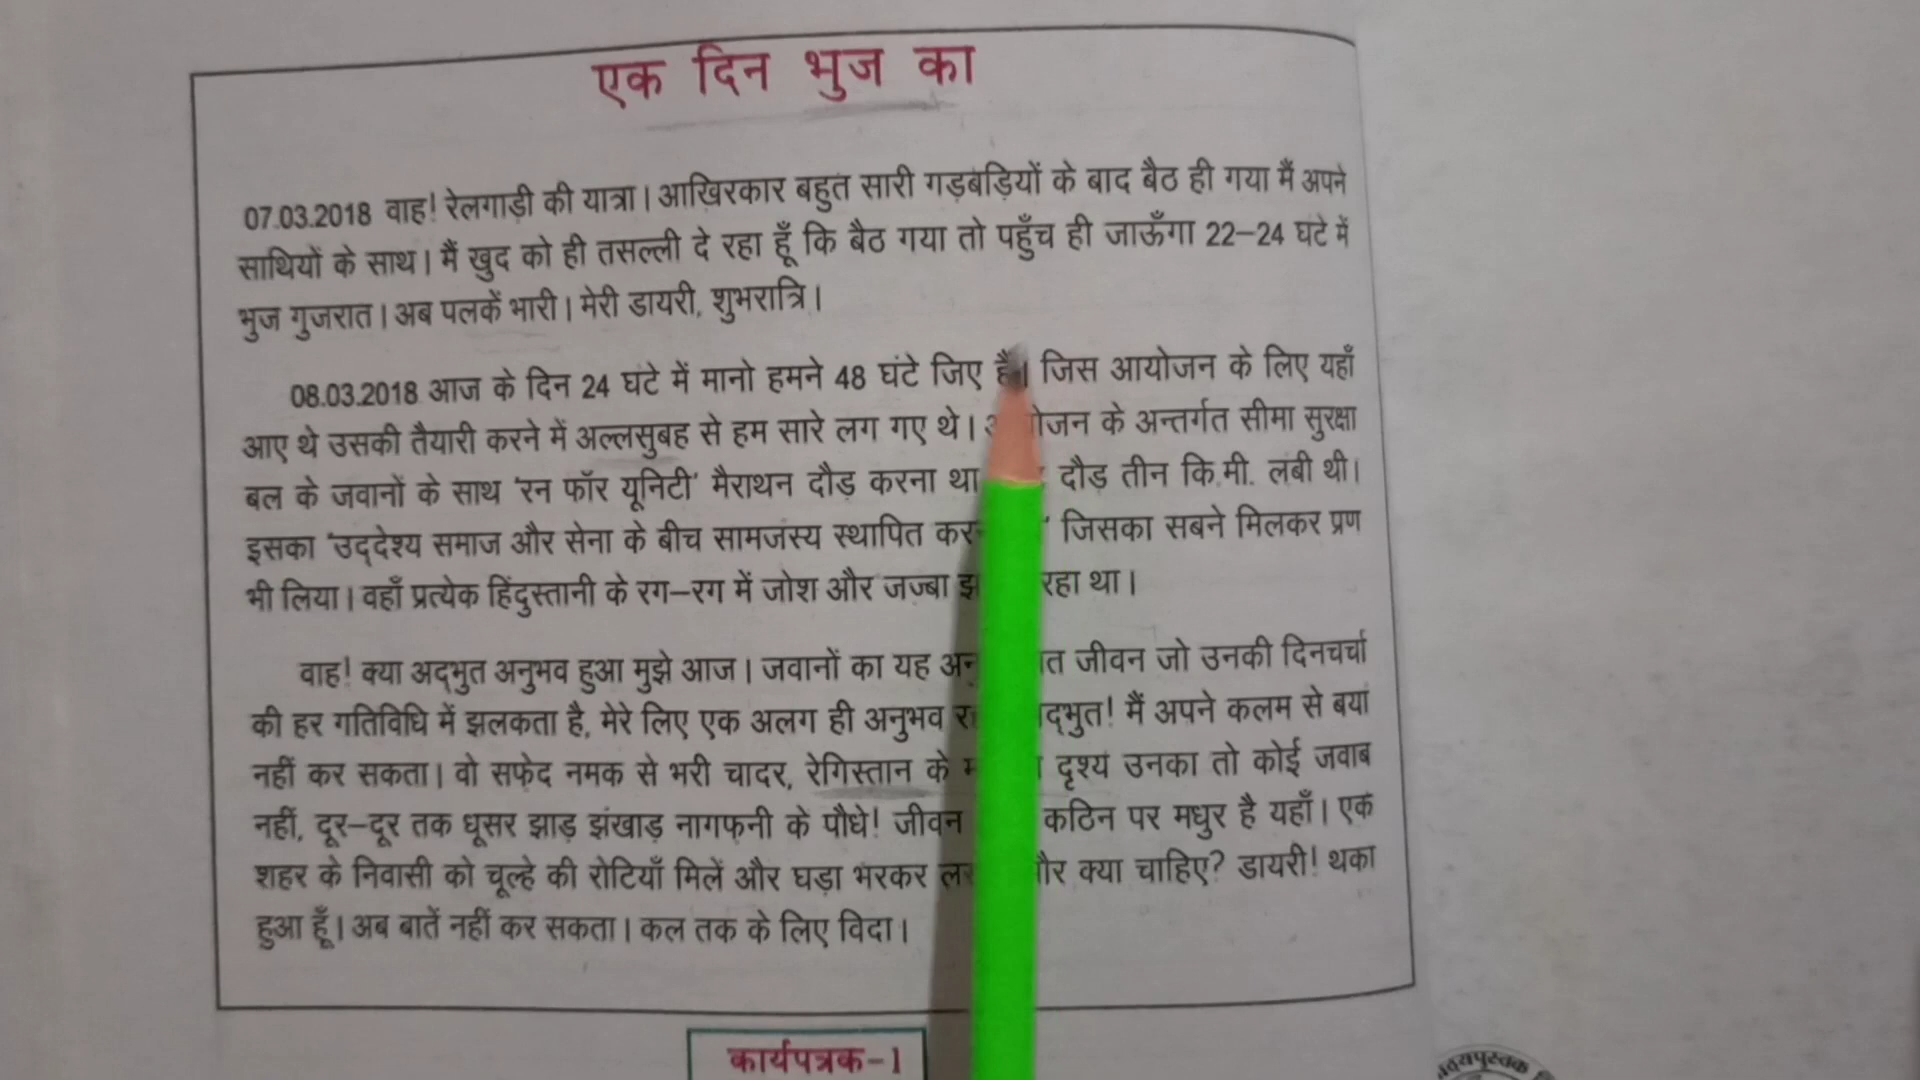 एक दिन भुज का
07.03.2018 वाह! रेलगाड़ी की यात्रा। आखिरकार बहुत सारी गड़बड़ियों के बाद बैठ ही गया मैं अपने
साथियों के साथ। मैं खुद को ही तसल्ली दे रहा हूँ कि बैठ गया तो पहुँच ही जाऊँगा 22–24 घंटे में
भुज गुजरात। अब पलकें भारी। मेरी डायरी, शुभरात्रि।
08.03.2018 आज के दिन 24 घंटे में मानो हमने 48 घंटे जिए हैं। जिस आयोजन के लिए यहाँ
आए थे उसकी तैयारी करने में अल्लसुबह से हम सारे लग गए थे। के अन्तर्गत सीमा सुरक्षा
बल के जवानों के साथ 'रन फॉर यूनिटी' मैराथन दौड़ करना था दौड़ तीन कि.मी. लंबी थी।
इसका 'उद्देश्य समाज और सेना के बीच सामंजस्य स्थापित जिसका सबने मिलकर प्रण
भी लिया। वहाँ प्रत्येक हिंदुस्तानी के रग–रग में जोश और जज्बा रहा था।
वाह! क्या अद्भुत अनुभव हुआ मुझे आज। जवानों का यह जीवन जो उनकी दिनचर्चा
की हर गतिविधि में झलकता है, मेरे लिए एक अलग ही अनुभव मैं अपने कलम से बयां
नहीं कर सकता। वो सफेद नमक से भरी चादर, रेगिस्तान के दृश्य उनका तो कोई जवाब
नहीं, दूर–दूर तक धूसर झाड़ झंखाड़ नागफनी के पौधे! जीवन कठिन पर मधुर है यहाँ। एक
शहर के निवासी को चूल्हे की रोटियाँ मिलें और घड़ा भरकर क्या चाहिए? डायरी! थका
हुआ हूँ। अब बातें नहीं कर सकता। कल तक के लिए विदा।
कार्यपत्रक–1